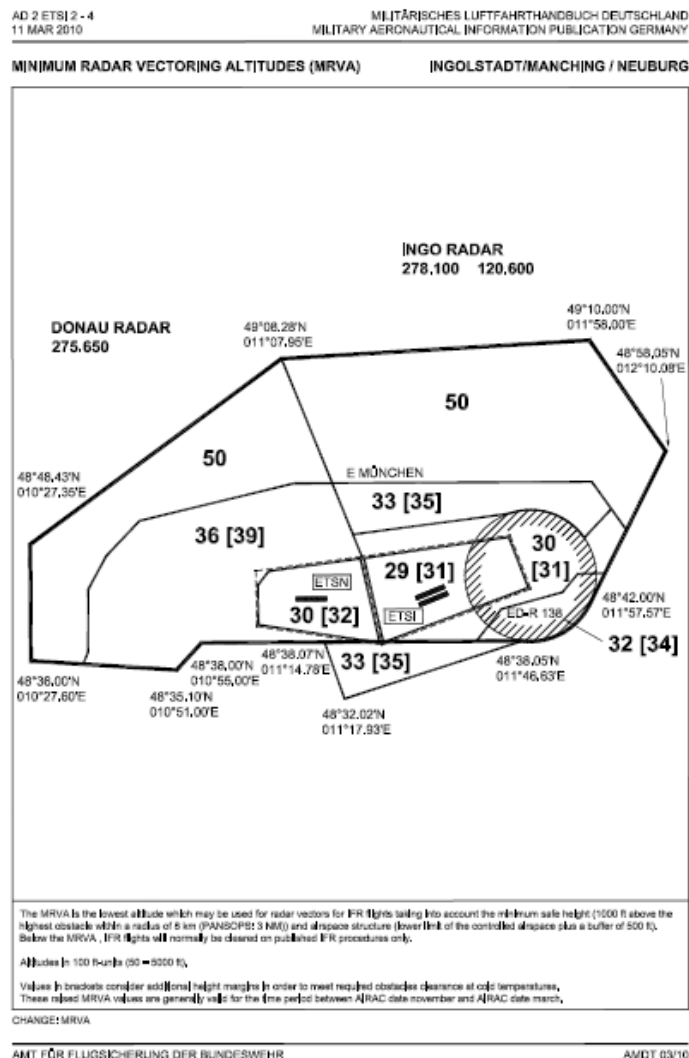 AD 2 ETSI 2 - 4
11 MAR 2010
MILITÄRISCHES LUFTFAHRTHANDBUCH DEUTSCHLAND
MILITARY AERONAUTICAL INFORMATION PUBLICATION GERMANY
MINIMUM RADAR VECTORING ALTITUDES (MRVA)
INGOLSTADT/MANCHING / NEUBURG
INGO RADAR
278.100 120.600
DONAU RADAR
275.650
49°08.28'N
011°07.95'E
49°10.00'N
011°58.00'E
48°58.05'N
012°10.08'E
50
50
E MÜNCHEN
48°48.43'N
010°27.35'E
33 [35]
36 [39]
30
[31]
29 [31]
ETSN
30 [32]
ETSI
ED-R 138
48°42.00'N
011°57.57'E
32 [34]
48°36.00'N
010°27.60'E
48°35.10'N
010°51.00'E
48°38.00'N
010°55.00'E
48°38.07'N
011°14.78'E
33 [35]
48°38.05'N
011°46.63'E
48°32.02'N
011°17.93'E
The MRVA is the lowest altitude which may be used for radar vectors for IFR flights taking into account the minimum safe height (1000 ft above the
highest obstacle within a radius of 6 km (PANSOPS: 3 NM)) and airspace structure (lower limit of the controlled airspace plus a buffer of 500 ft).
Below the MRVA , IFR flights will normally be cleared on published IFR procedures only.
Altitudes in 100 ft-units (50 = 5000 ft).
Values in brackets consider additional height margins in order to meet required obstacles clearance at cold temperatures.
These raised MRVA values are generally valid for the time period between AIRAC date november and AIRAC date march.
CHANGE: MRVA
AMT FÜR FLUGSICHERUNG DER BUNDESWEHR
AMDT 03/10